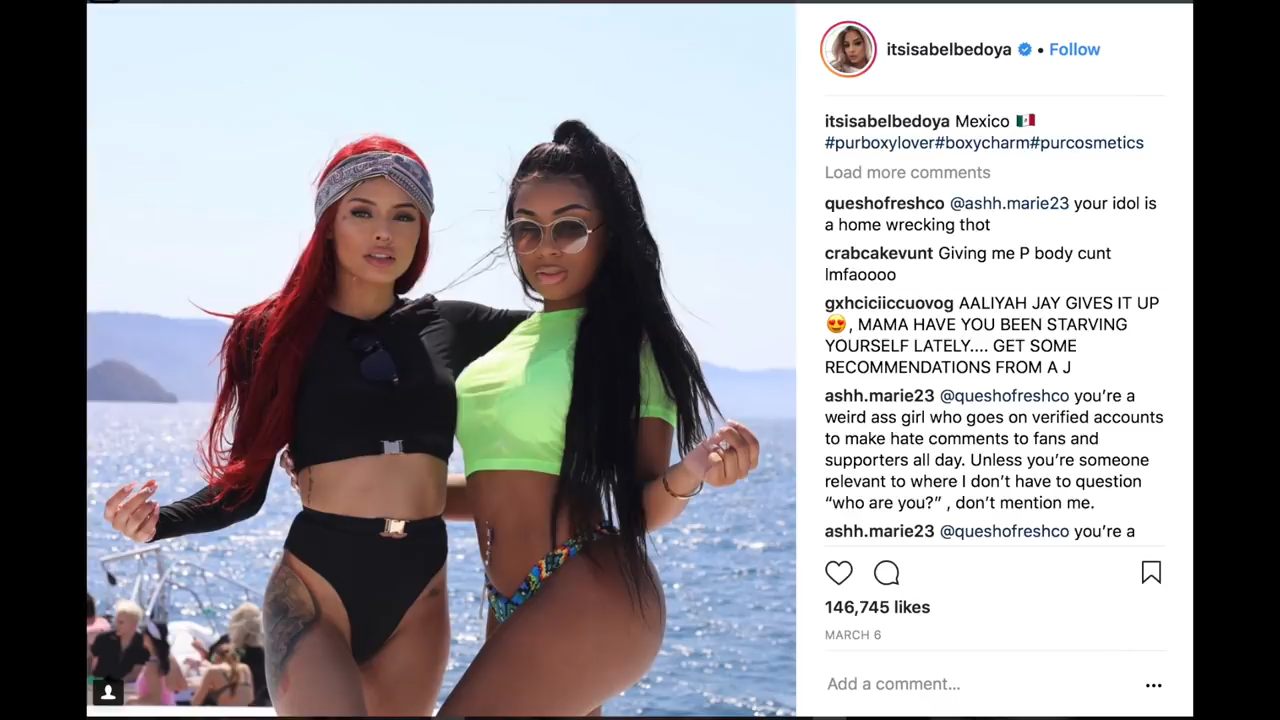 itsisabelbedoya • Follow
itsisabelbedoya Mexico 🇲🇽
#purboxylover#boxycharm#purcosmetics
Load more comments
queshofreshco @ashh.marie23 your idol is
a home wrecking thot
crabcakevunt Giving me P body cunt
lmfaoooo
gxhciciiccuovog AALIYAH JAY GIVES IT UP
😍, MAMA HAVE YOU BEEN STARVING
YOURSELF LATELY.... GET SOME
RECOMMENDATIONS FROM A J
ashh.marie23 @queshofreshco you’re a
weird ass girl who goes on verified accounts
to make hate comments to fans and
supporters all day. Unless you’re someone
relevant to where I don’t have to question
“who are you?” , don’t mention me.
ashh.marie23 @queshofreshco you’re a
146,745 likes
MARCH 6
Add a comment...